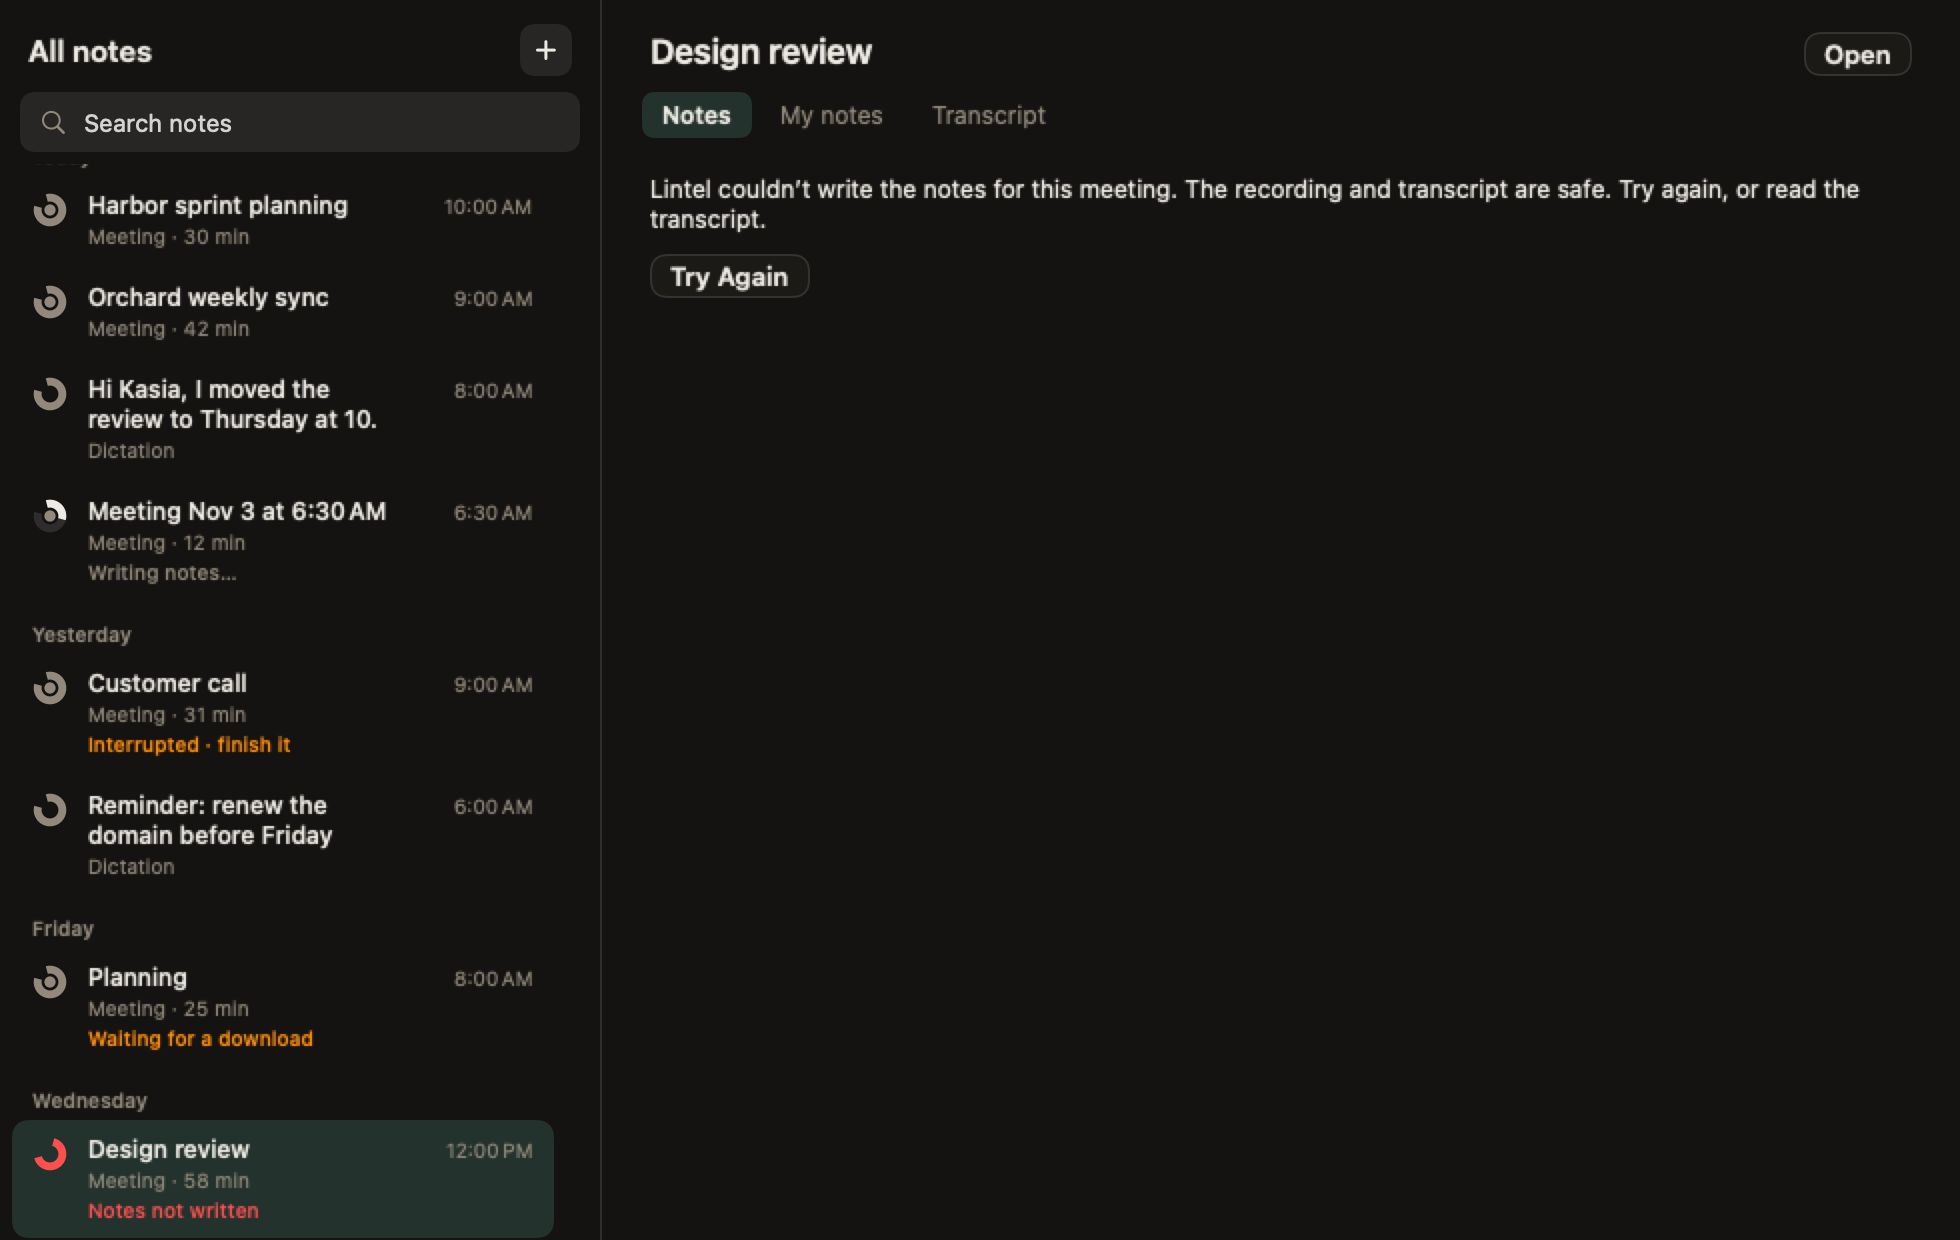 All notes
Search notes
Harbor sprint planning
10:00 AM
Meeting · 30 min
Orchard weekly sync
9:00 AM
Meeting · 42 min
Hi Kasia, I moved the
review to Thursday at 10.
8:00 AM
Dictation
Meeting Nov 3 at 6:30 AM
6:30 AM
Meeting · 12 min
Writing notes...
Yesterday
Customer call
9:00 AM
Meeting · 31 min
Interrupted · finish it
Reminder: renew the
domain before Friday
6:00 AM
Dictation
Friday
Planning
8:00 AM
Meeting · 25 min
Waiting for a download
Wednesday
Design review
12:00 PM
Meeting · 58 min
Notes not written
Design review
Open
Notes
My notes
Transcript
Lintel couldn’t write the notes for this meeting. The recording and transcript are safe. Try again, or read the
transcript.
Try Again